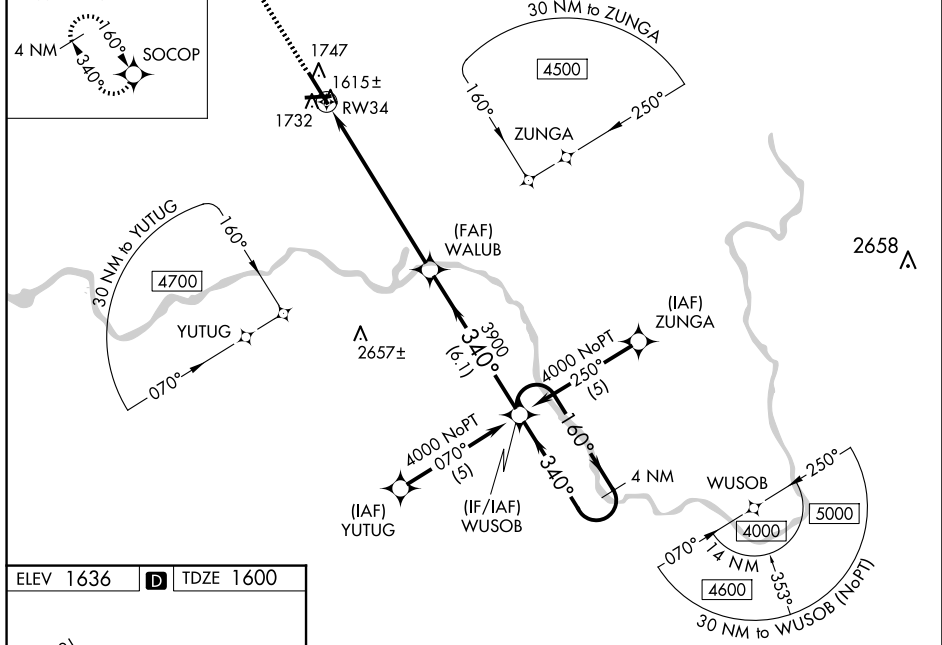 4 NM
160°
340°
SOCOP
1747
1615±
1732
RW34
30 NM to ZUNGA
4500
160°
250°
ZUNGA
30 NM to YUTUG
160°
4700
YUTUG
070°
(FAF)
WALUB
2658
2657±
(IAF)
ZUNGA
3900
340°
(6.1)
4000 NoPT
250°
(5)
4000 NoPT
070°
(5)
160°
340°
4 NM
(IAF)
YUTUG
(IF/IAF)
WUSOB
WUSOB
250°
5000
4000
070°
14 NM
353°
4600
30 NM to WUSOB (NoPT)
ELEV 1636
D
TDZE 1600